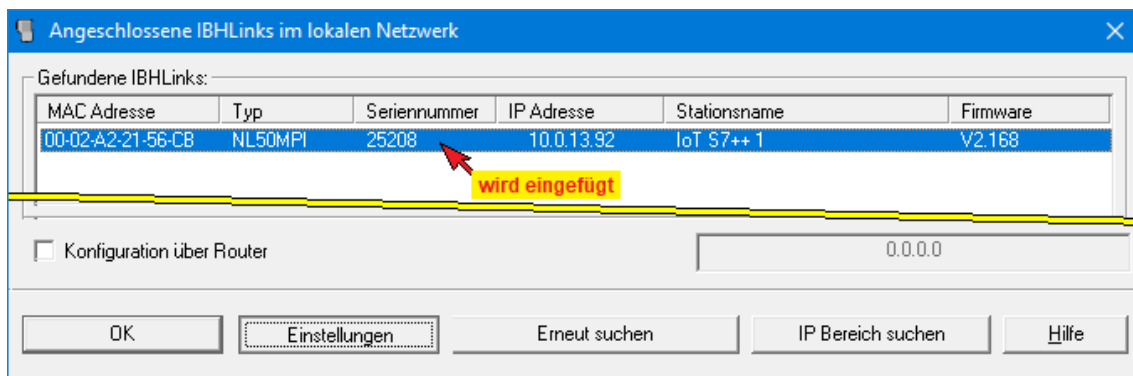 Angeschlossene IBHLinks im lokalen Netzwerk
Gefundene IBHLinks:
MAC Adresse Typ Seriennummer IP Adresse Stationsname Firmware
00-02-A2-21-56-CB NL50MPI 25208 10.0.13.92 IoT S7++ 1 V2.168
wird eingefügt
Konfiguration über Router 0.0.0.0
OK Einstellungen Erneut suchen IP Bereich suchen Hilfe